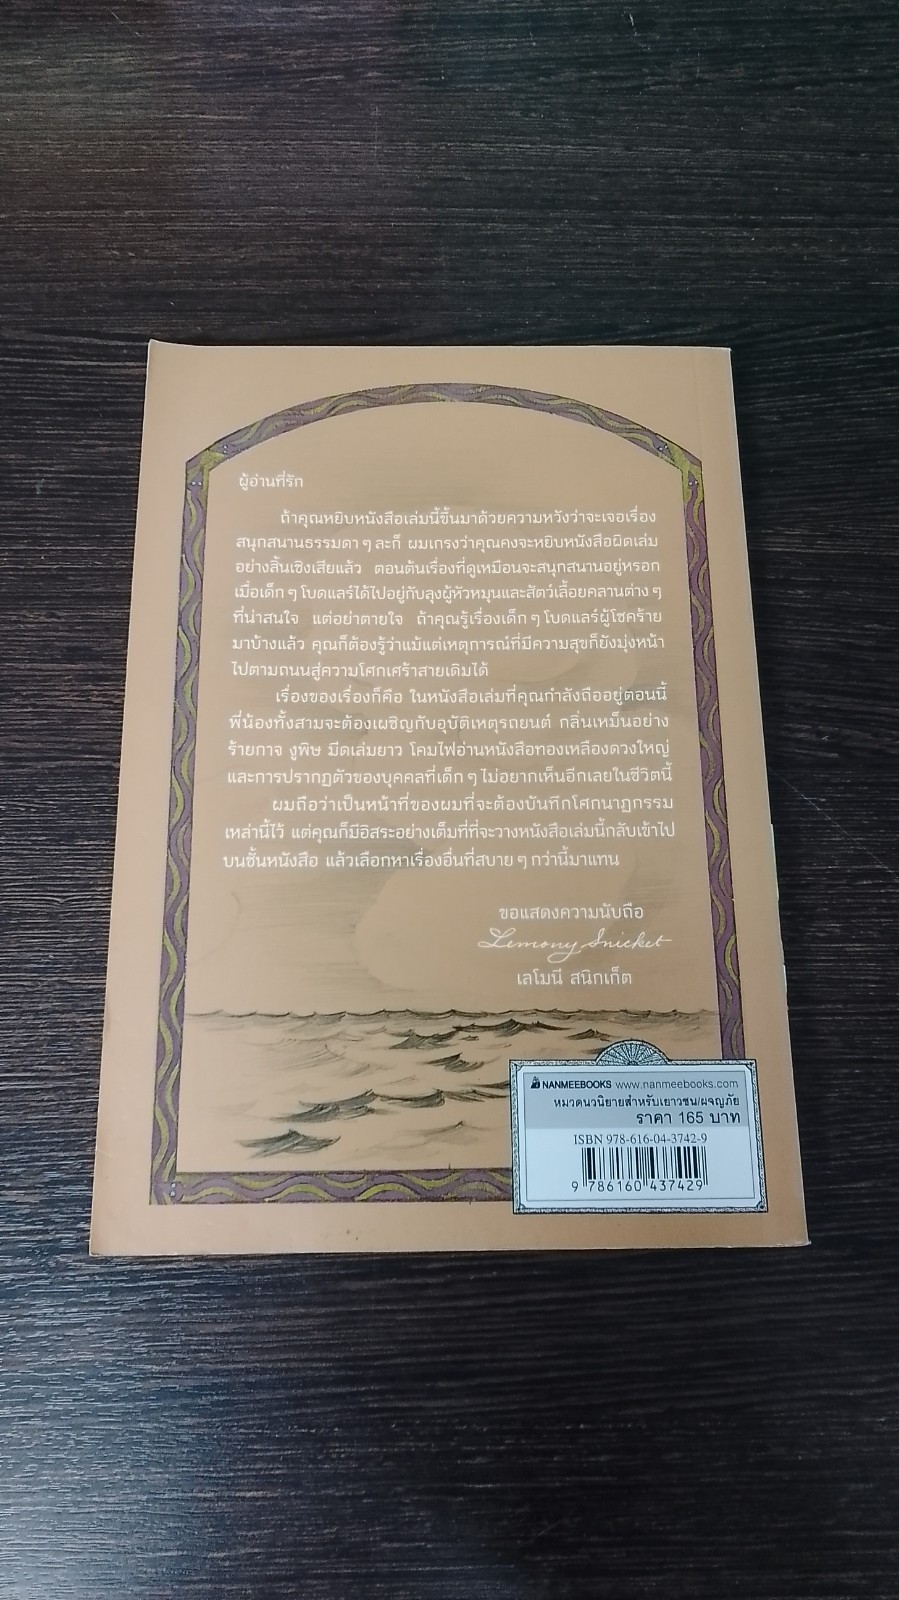 ผู้อ่านที่รัก
ถ้าคุณหยิบหนังสือเล่มนี้ขึ้นมาด้วยความหวังว่าจะเจอเรื่อง
สนุกสนานธรรมดา ๆ ละก็ ผมเกรงว่าคุณคงจะหยิบหนังสือผิดเล่ม
อย่างสิ้นเชิงเสียแล้ว ตอนต้นเรื่องที่ดูเหมือนจะสนุกสนานอยู่หรอก
เมื่อเด็ก ๆ โบดแลร์ได้ไปอยู่กับลุงผู้หัวหมุนและสัตว์เลื้อยคลานต่าง ๆ
ที่น่าสนใจ แต่อย่าตายใจ ถ้าคุณรู้เรื่องเด็ก ๆ โบดแลร์ผู้โชคร้าย
มาบ้างแล้ว คุณก็ต้องรู้ว่าแม้แต่เหตุการณ์ที่มีความสุขก็ยังมุ่งหน้า
ไปตามถนนสู่ความโศกเศร้าสายเดิมได้
เรื่องของเรื่องก็คือ ในหนังสือเล่มที่คุณกำลังถืออยู่ตอนนี้
พี่น้องทั้งสามจะต้องเผชิญกับอุบัติเหตุรถยนต์ กลิ่นเหม็นอย่าง
ร้ายกาจ งูพิษ มีดเล่มยาว โคมไฟอ่านหนังสือทองเหลืองดวงใหญ่
และการปรากฏตัวของบุคคลที่เด็ก ๆ ไม่อยากเห็นอีกเลยในชีวิตนี้
ผมถือว่าเป็นหน้าที่ของผมที่จะต้องบันทึกโศกนาฏกรรม
เหล่านี้ไว้ แต่คุณก็มีอิสระอย่างเต็มที่ที่จะวางหนังสือเล่มนี้กลับเข้าไป
บนชั้นหนังสือ แล้วเลือกหาเรื่องอื่นที่สบาย ๆ กว่านี้มาแทน
ขอแสดงความนับถือ
Lemony Snicket
เลโมนี สนิกเก็ต
NANMEEBOOKS www.nanmeebooks.com
หมวดนวนิยายสำหรับเยาวชน/ผจญภัย
ราคา 165 บาท
ISBN 978-616-04-3742-9
9 786160 437429